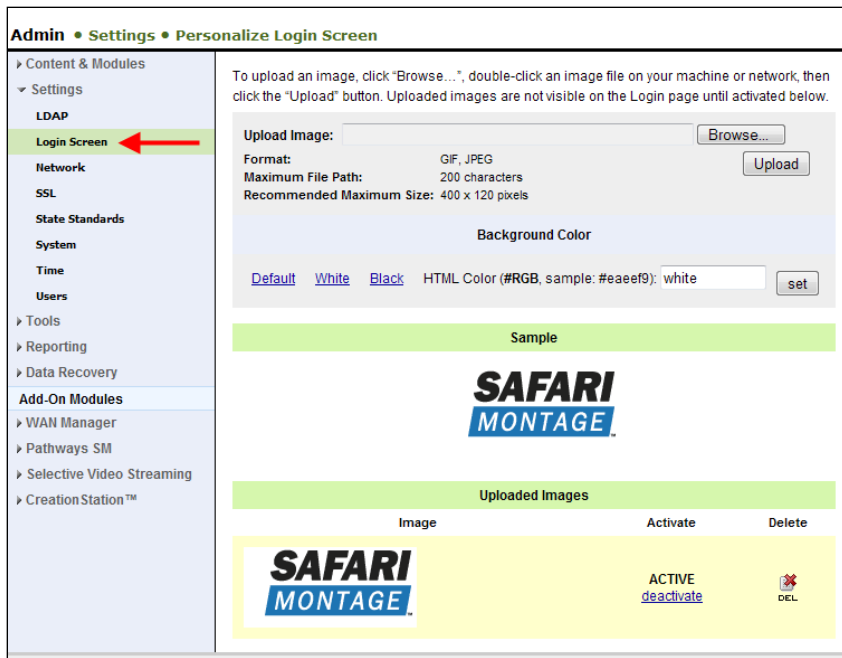 Admin • Settings • Personalize Login Screen
Content & Modules
Settings
LDAP
Login Screen
Network
SSL
State Standards
System
Time
Users
Tools
Reporting
Data Recovery
Add-On Modules
WAN Manager
Pathways SM
Selective Video Streaming
CreationStation™
To upload an image, click “Browse...”, double-click an image file on your machine or network, then
click the “Upload” button. Uploaded images are not visible on the Login page until activated below.
Upload Image: Browse...
Format: GIF, JPEG Upload
Maximum File Path: 200 characters
Recommended Maximum Size: 400 x 120 pixels
Background Color
Default White Black HTML Color (#RGB, sample: #eaeef9): white set
Sample
SAFARI
MONTAGE
Uploaded Images
Image Activate Delete
SAFARI
MONTAGE
ACTIVE
deactivate
DEL